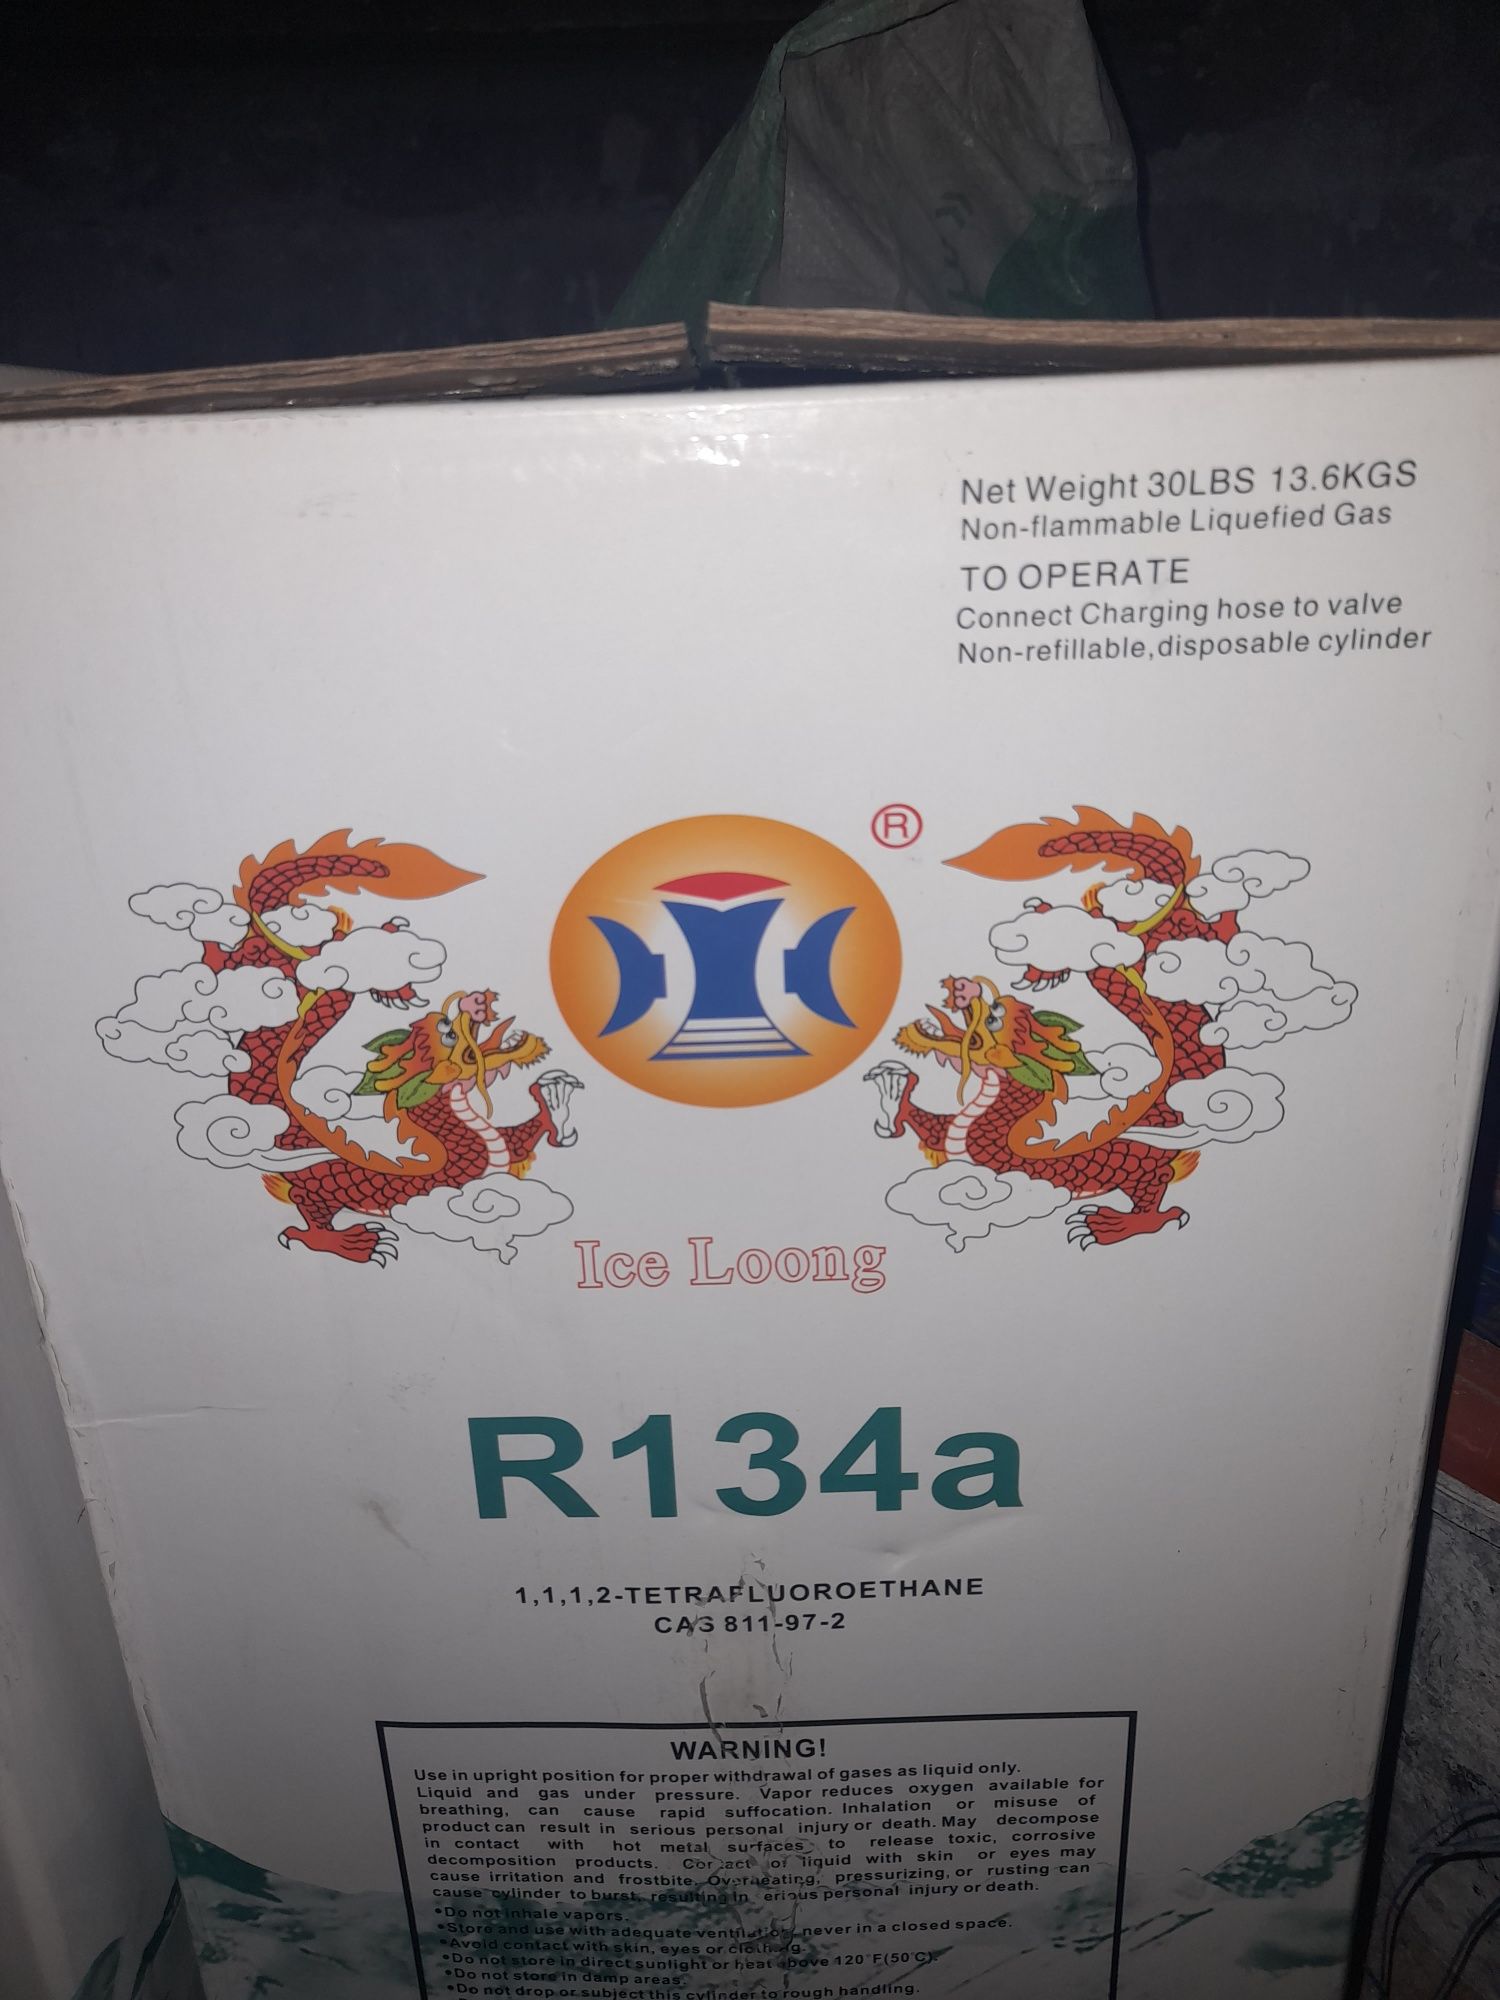 Net Weight 30LBS 13.6KGS
Non-flammable Liquefied Gas
TO OPERATE
Connect Charging hose to valve
Non-refillable,disposable cylinder
®
Ice Loong
R134a
1,1,1,2-TETRAFLUOROETHANE
CAS 811-97-2
WARNING!
Use in upright position for proper withdrawal of gases as liquid only.
Liquid and gas under pressure. Vapor reduces oxygen available for
breathing, can cause rapid suffocation. Inhalation or misuse of
product can result in serious personal injury or death. May decompose
in contact with hot metal surfaces to release toxic, corrosive
decomposition products. Contact of liquid with skin or eyes may
cause irritation and frostbite. Overheating, pressurizing, or rusting can
cause cylinder to burst, resulting in serious personal injury or death.
•Do not inhale vapors.
•Store and use with adequate ventilation, never in a closed space.
•Avoid contact with skin, eyes or clothing.
•Do not store in direct sunlight or heat above 120°F(50°C).
•Do not store in damp areas.
•Do not drop or subject this cylinder to rough handling.